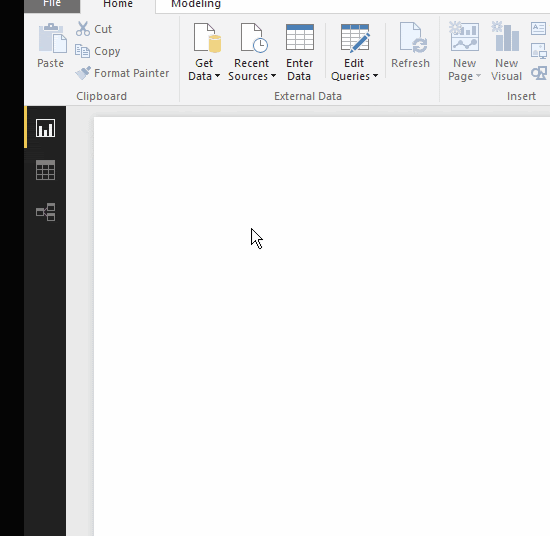 File Home Modeling
Cut
Copy
Format Painter
Paste
Get Data
Recent Sources
Enter Data
Edit Queries
Refresh
New Page
New Visual
Clipboard External Data Insert